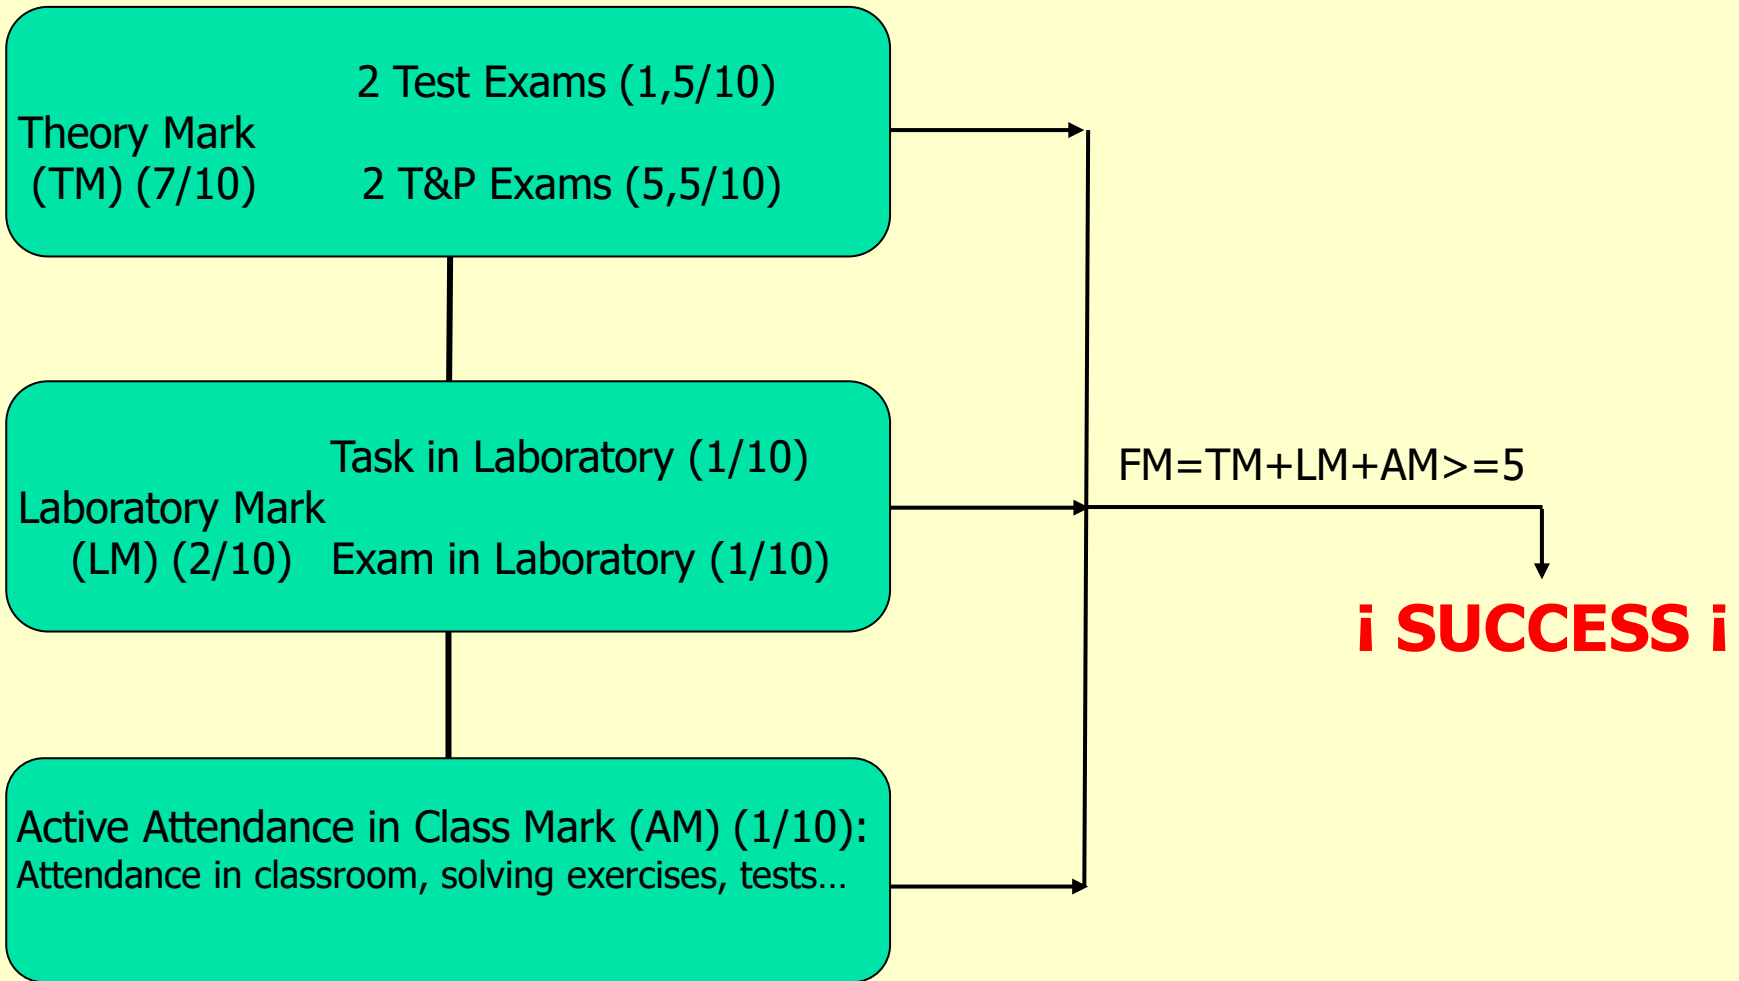 2 Test Exams (1,5/10)
Theory Mark
(TM) (7/10)
2 T&P Exams (5,5/10)
Task in Laboratory (1/10)
Laboratory Mark
(LM) (2/10)
Exam in Laboratory (1/10)
FM=TM+LM+AM>=5
¡ SUCCESS ¡
Active Attendance in Class Mark (AM) (1/10):
Attendance in classroom, solving exercises, tests…